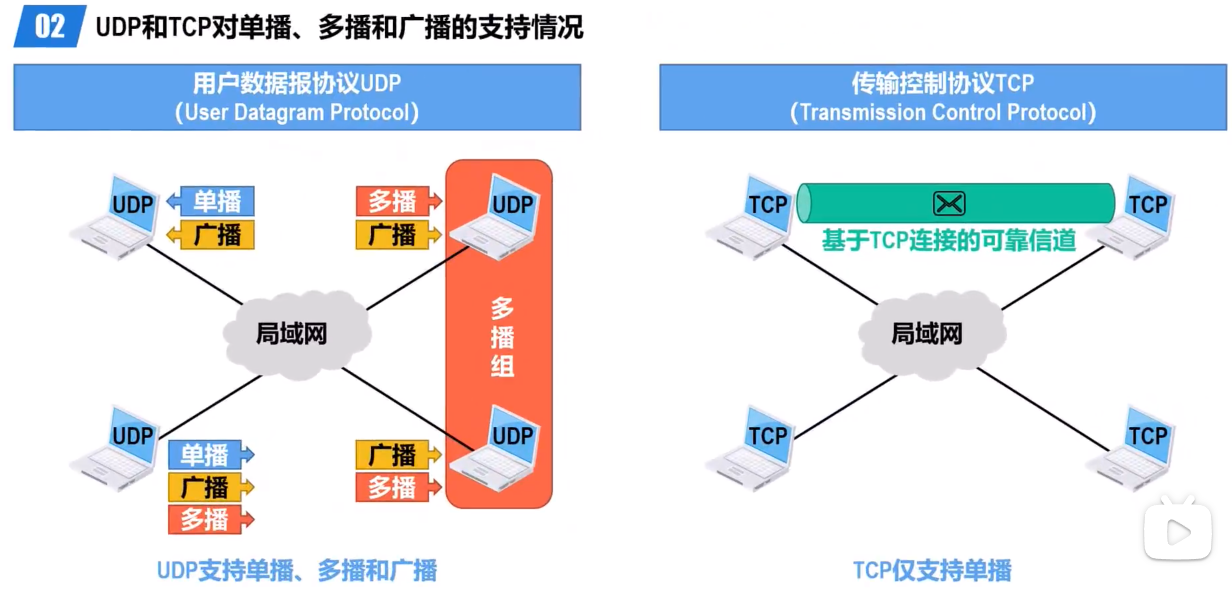 02 UDP和TCP对单播、多播和广播的支持情况
用户数据报协议UDP
（User Datagram Protocol）
UDP
单播
广播
多播
广播
UDP
多播组
局域网
UDP
单播
广播
多播
广播
多播
UDP
UDP支持单播、多播和广播
传输控制协议TCP
（Transmission Control Protocol）
TCP
TCP
基于TCP连接的可靠信道
局域网
TCP
TCP
TCP仅支持单播